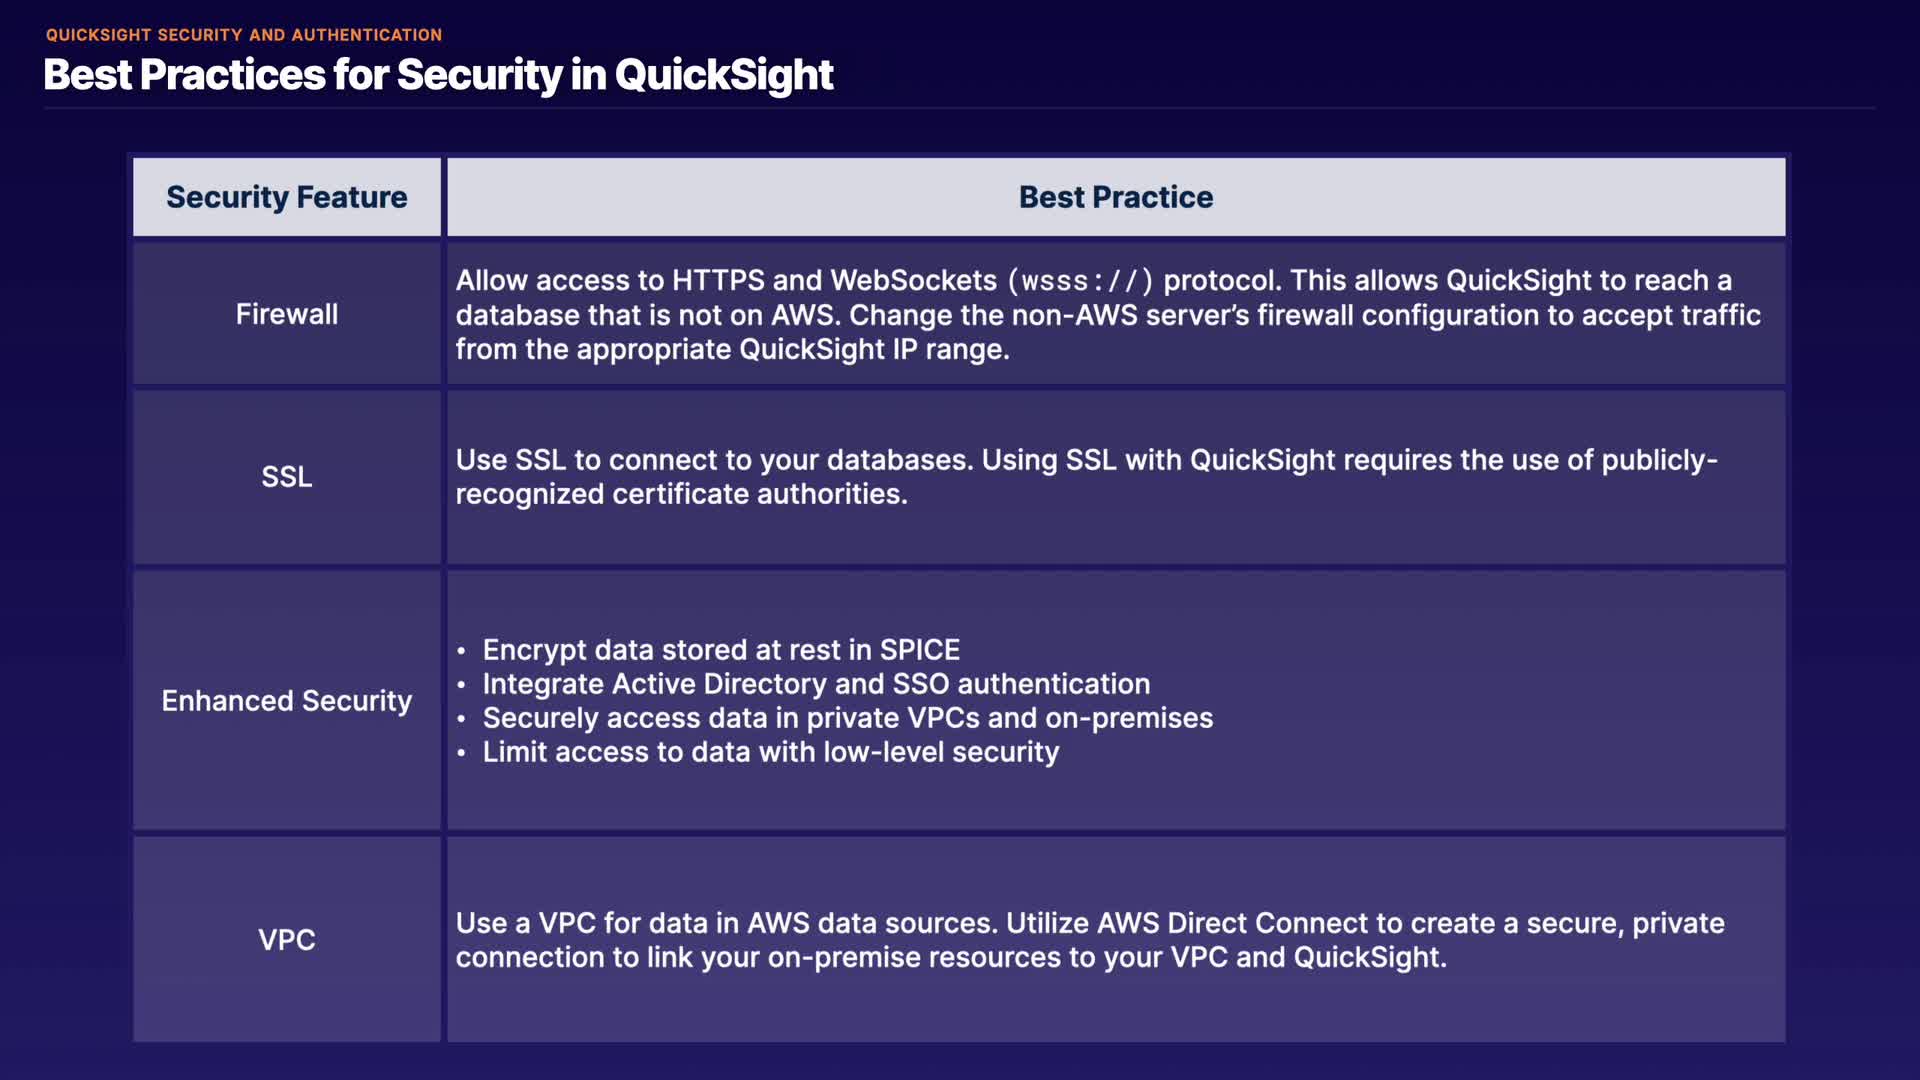 QUICKSIGHT SECURITY AND AUTHENTICATION
Best Practices for Security in QuickSight
Security Feature
Best Practice
Firewall
Allow access to HTTPS and WebSockets (wsss://) protocol. This allows QuickSight to reach a
database that is not on AWS. Change the non-AWS server’s firewall configuration to accept traffic
from the appropriate QuickSight IP range.
SSL
Use SSL to connect to your databases. Using SSL with QuickSight requires the use of publicly-
recognized certificate authorities.
Enhanced Security
• Encrypt data stored at rest in SPICE
• Integrate Active Directory and SSO authentication
• Securely access data in private VPCs and on-premises
• Limit access to data with low-level security
VPC
Use a VPC for data in AWS data sources. Utilize AWS Direct Connect to create a secure, private
connection to link your on-premise resources to your VPC and QuickSight.